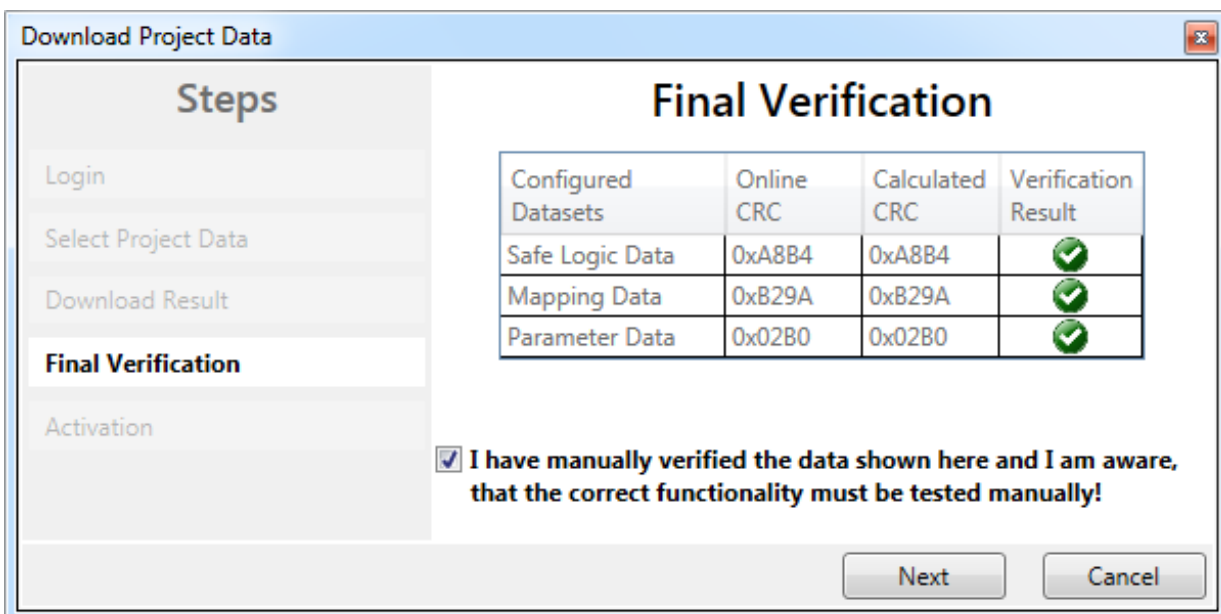 Download Project Data
Steps
Login
Select Project Data
Download Result
Final Verification
Activation
Final Verification
Configured Datasets Online CRC Calculated CRC Verification Result
Safe Logic Data 0xA8B4 0xA8B4
Mapping Data 0xB29A 0xB29A
Parameter Data 0x02B0 0x02B0
I have manually verified the data shown here and I am aware,
that the correct functionality must be tested manually!
Next Cancel